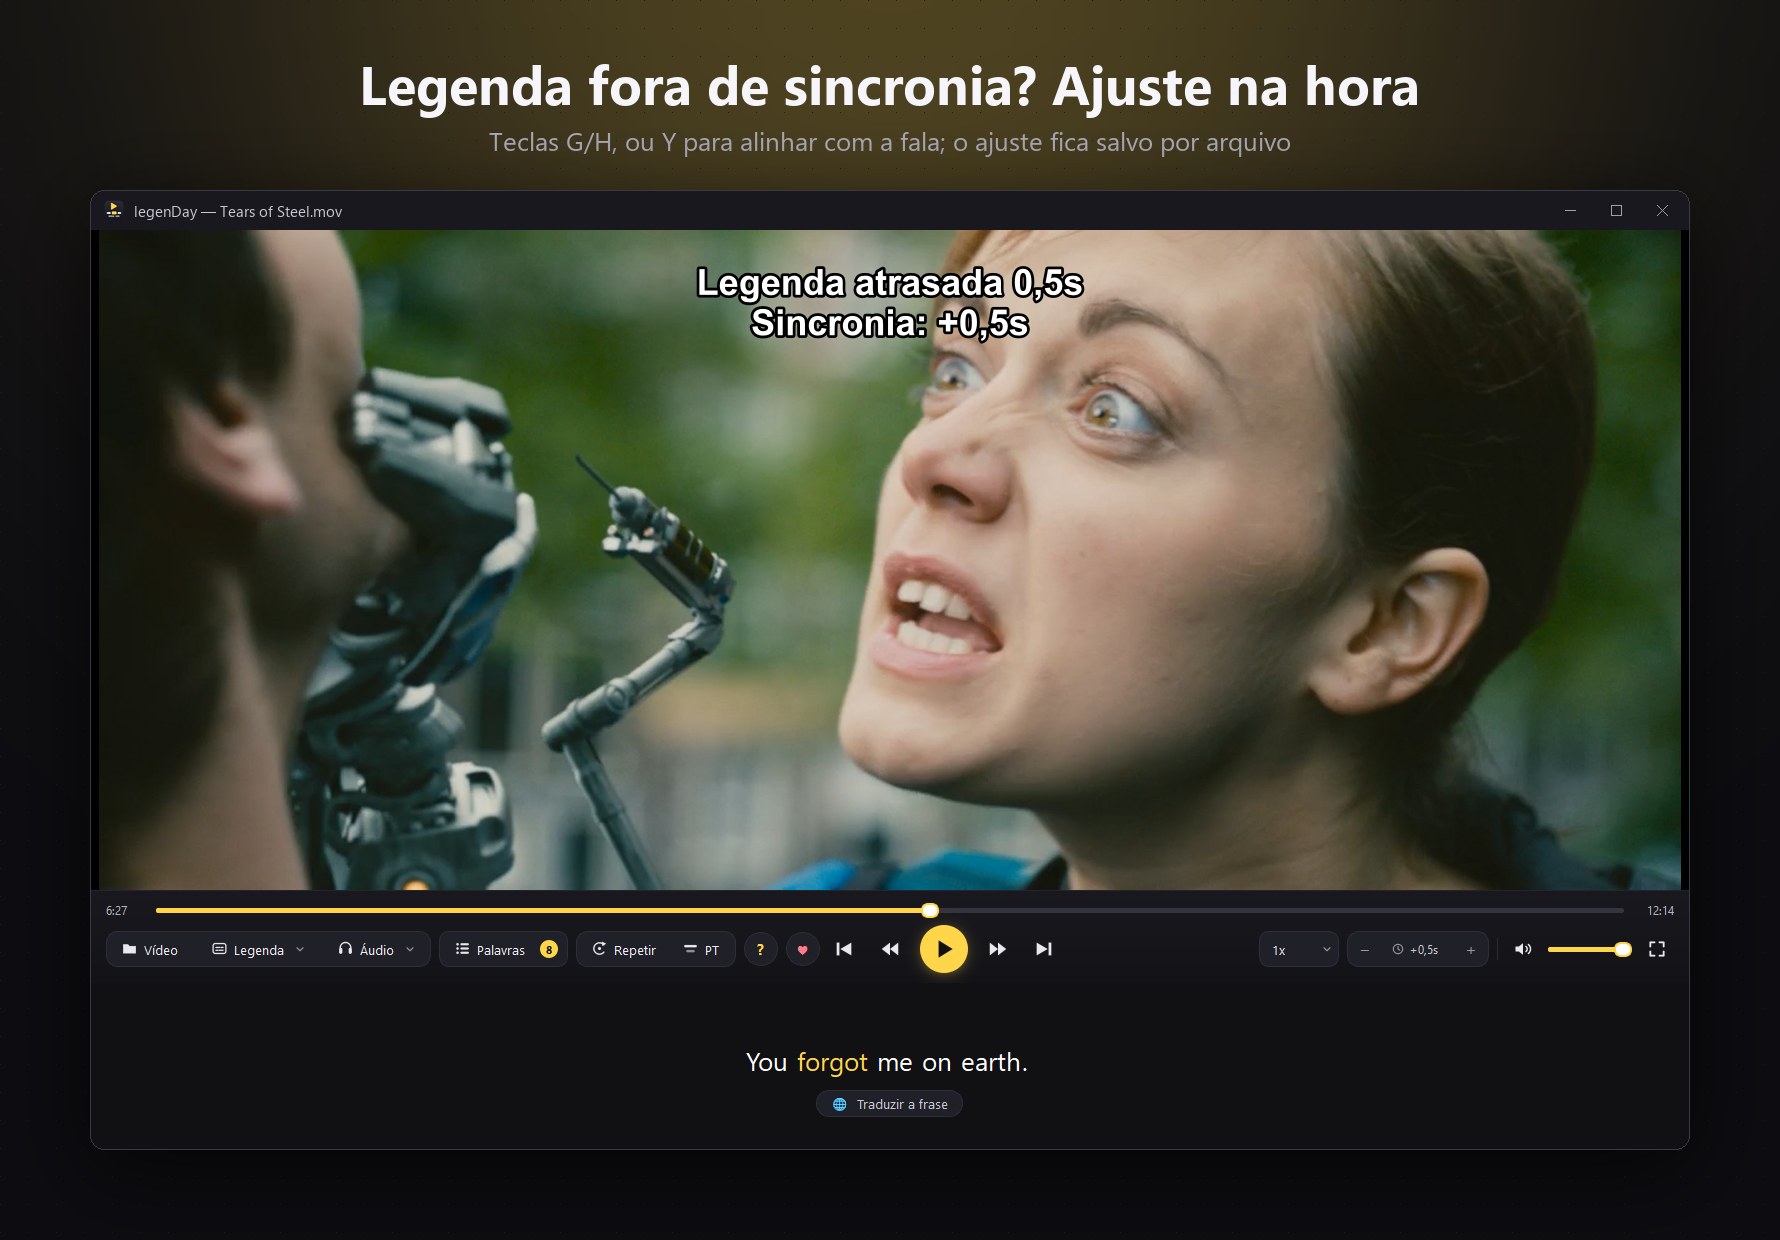 Legenda fora de sincronia? Ajuste na hora
Teclas G/H, ou Y para alinhar com a fala; o ajuste fica salvo por arquivo
legenDay — Tears of Steel.mov
Legenda atrasada 0,5s
Sincronia: +0,5s
6:27
12:14
Vídeo Legenda Áudio Palavras 8 Repetir PT ? 1x − +0,5s +
You forgot me on earth.
Traduzir a frase